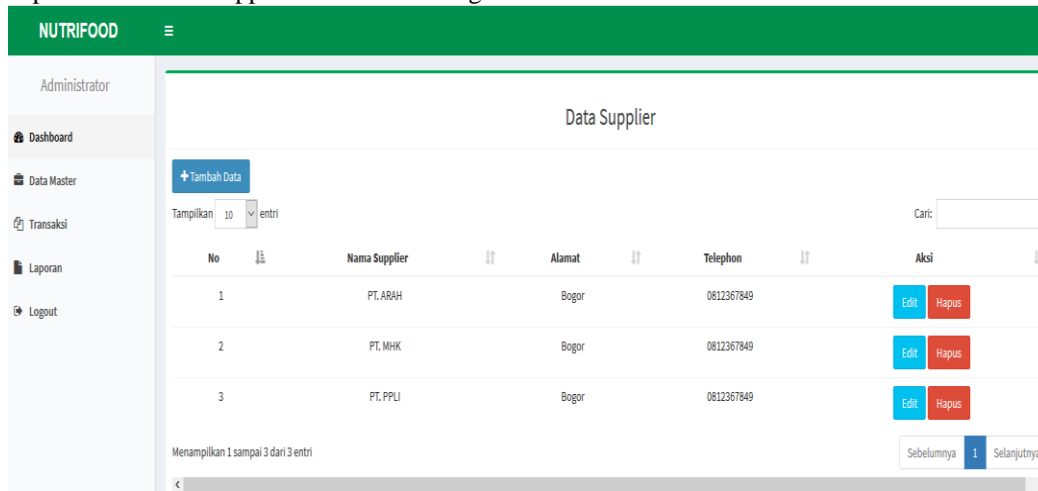 NUTRIFOOD
Administrator
Dashboard
Data Master
Transaksi
Laporan
Logout
Data Supplier
+Tambah Data
Tampilkan 10 entri
Cari:
No Nama Supplier Alamat Telephon Aksi
1 PT. ARAH Bogor 0812367849 Edit Hapus
2 PT. MHK Bogor 0812367849 Edit Hapus
3 PT. PPLI Bogor 0812367849 Edit Hapus
Menampilkan 1 sampai 3 dari 3 entri
Sebelumnya 1 Selanjutnya